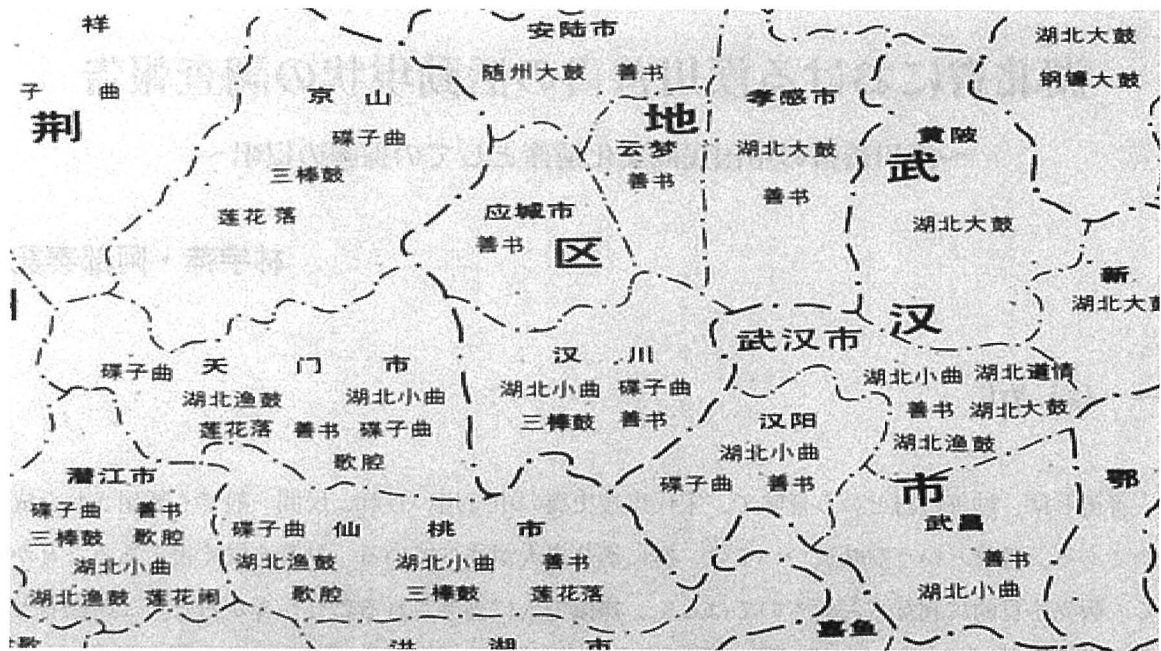 祥
安陆市
湖北大鼓
子 曲
随州大鼓 善书
钢镰大鼓
荆
京 山
地
孝感市
碟子曲
云梦
湖北大鼓
黄陂
三棒鼓
善书
武
莲花落
应城市
善书
湖北大鼓
善书
区
新
湖北大鼓
汉
武汉市
碟子曲
天 门 市
汉 川
湖北小曲 湖北道情
湖北渔鼓 湖北小曲
湖北小曲 碟子曲
善书 湖北大鼓
莲花落 善书 碟子曲
三棒鼓 善书
汉阳
湖北渔鼓
歌腔
湖北小曲
潜江市
碟子曲 善书
市
鄂
碟子曲 善书
碟子曲 仙 桃 市
武昌
三棒鼓 歌腔
湖北小曲
湖北渔鼓 湖北小曲 善书
善书
湖北渔鼓 莲花闹
歌腔 三棒鼓 莲花落
湖北小曲
嘉鱼
洪 湖 市